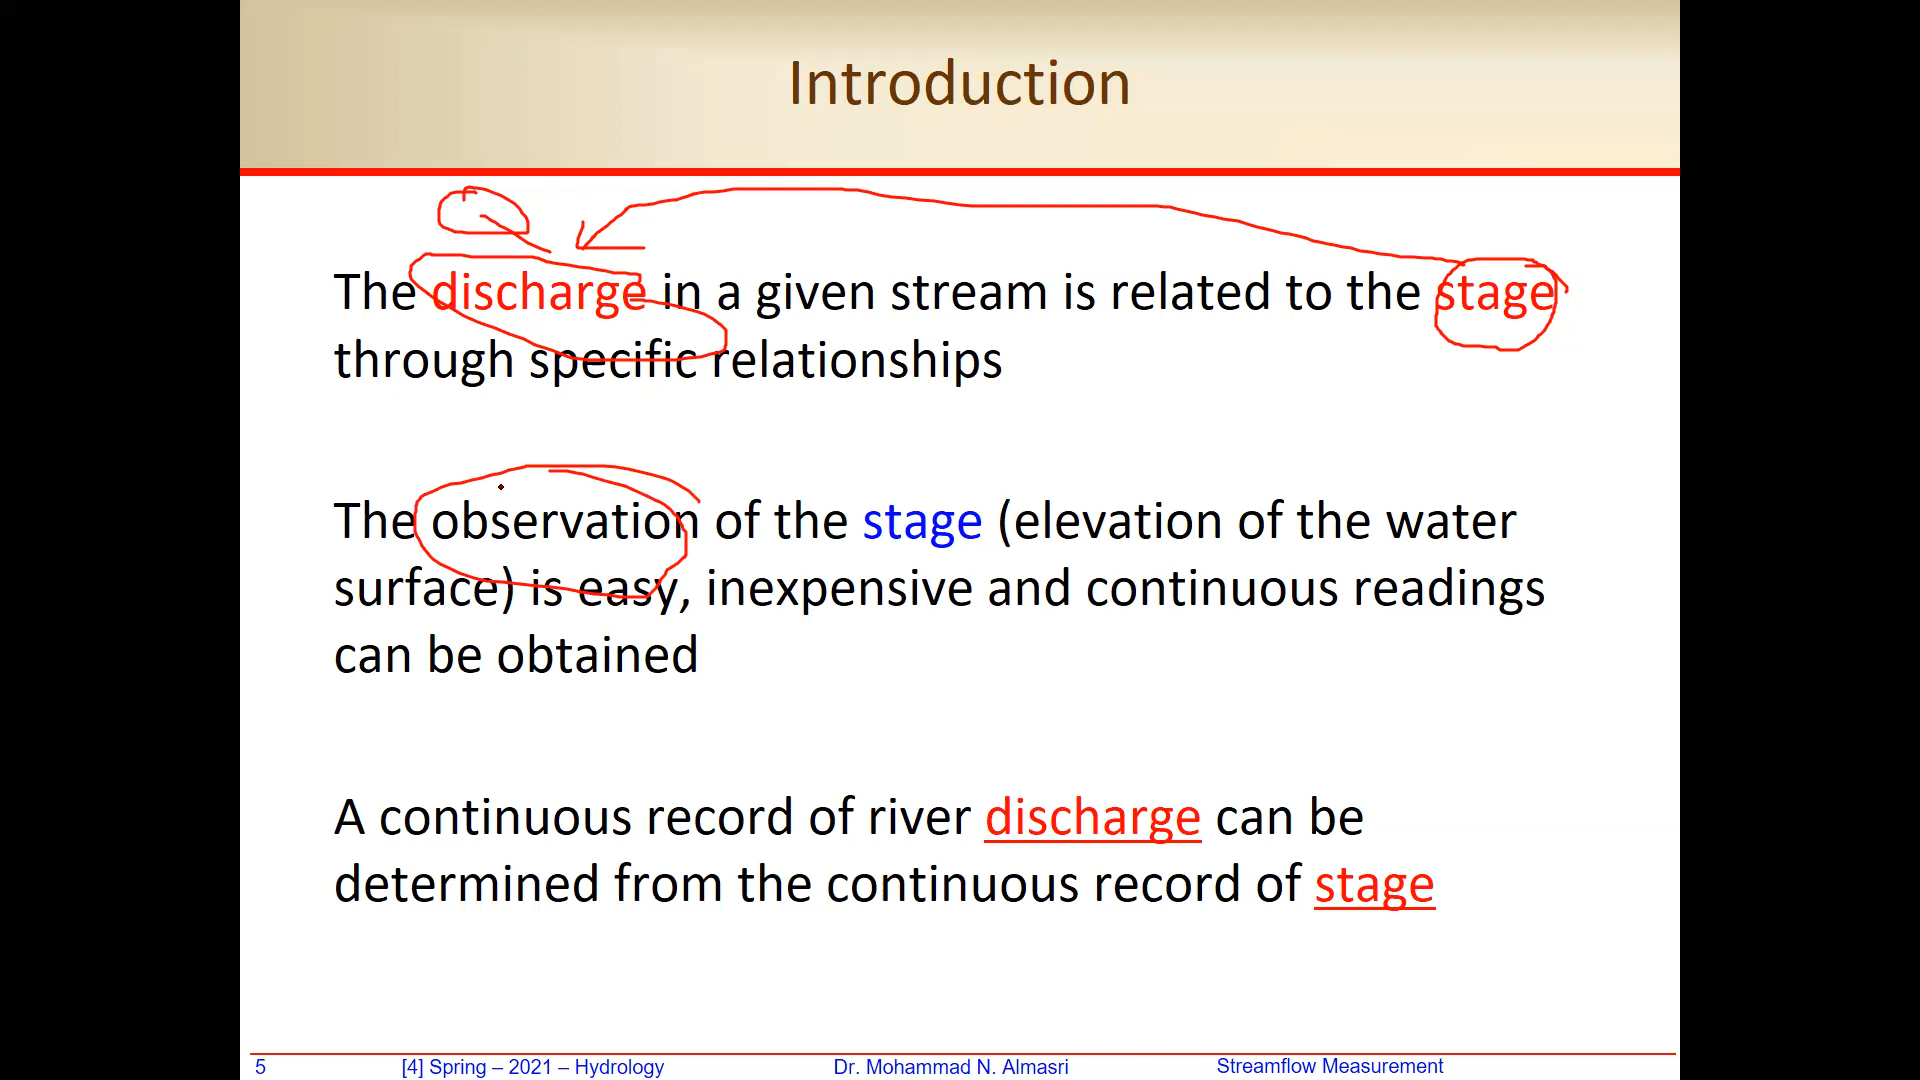 Introduction
The discharge in a given stream is related to the stage
through specific relationships
The observation of the stage (elevation of the water
surface) is easy, inexpensive and continuous readings
can be obtained
A continuous record of river discharge can be
determined from the continuous record of stage
5 [4] Spring – 2021 – Hydrology Dr. Mohammad N. Almasri Streamflow Measurement